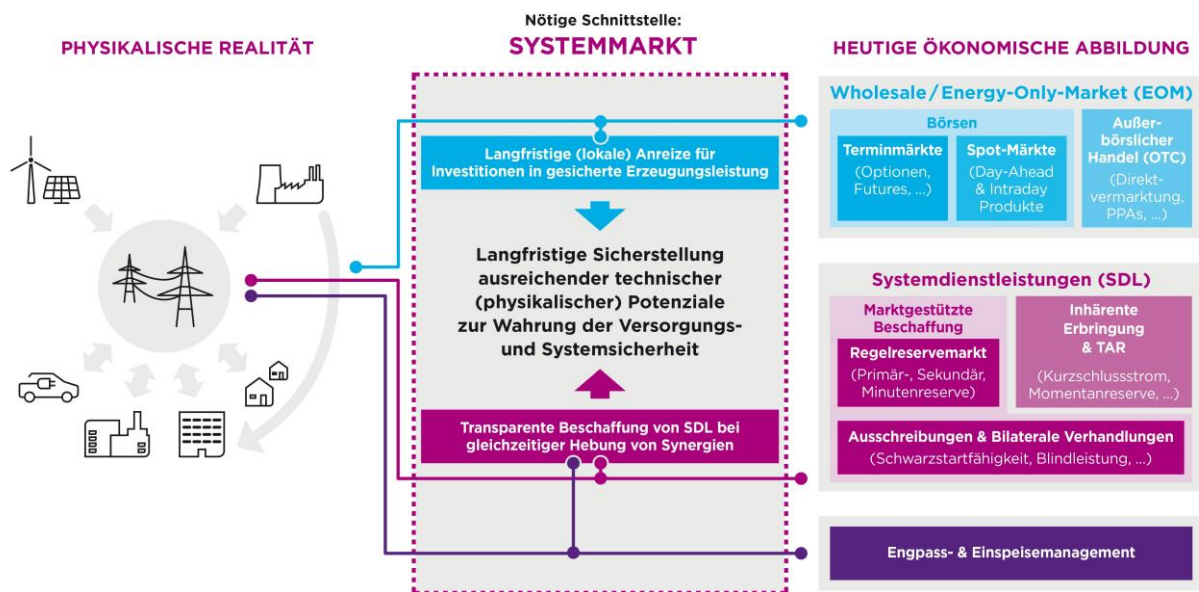 PHYSIKALISCHE REALITÄT
Nötige Schnittstelle:
SYSTEMMARKT
Langfristige (lokale) Anreize für
Investitionen in gesicherte Erzeugungsleistung
Langfristige Sicherstellung
ausreichender technischer
(physikalischer) Potenziale
zur Wahrung der Versorgungs-
und Systemsicherheit
Transparente Beschaffung von SDL bei
gleichzeitiger Hebung von Synergien
HEUTIGE ÖKONOMISCHE ABBILDUNG
Wholesale/Energy-Only-Market (EOM)
Börsen
Terminmärkte
(Optionen,
Futures, ...)
Spot-Märkte
(Day-Ahead
& Intraday
Produkte
Außer-
börslicher
Handel (OTC)
(Direkt-
vermarktung,
PPAs, ...)
Systemdienstleistungen (SDL)
Marktgestützte
Beschaffung
Regelreservemarkt
(Primär-, Sekundär,
Minutenreserve)
Inhärente
Erbringung
& TAR
(Kurzschlussstrom,
Momentanreserve, ...)
Ausschreibungen & Bilaterale Verhandlungen
(Schwarzstartfähigkeit, Blindleistung, ...)
Engpass- & Einspeisemanagement